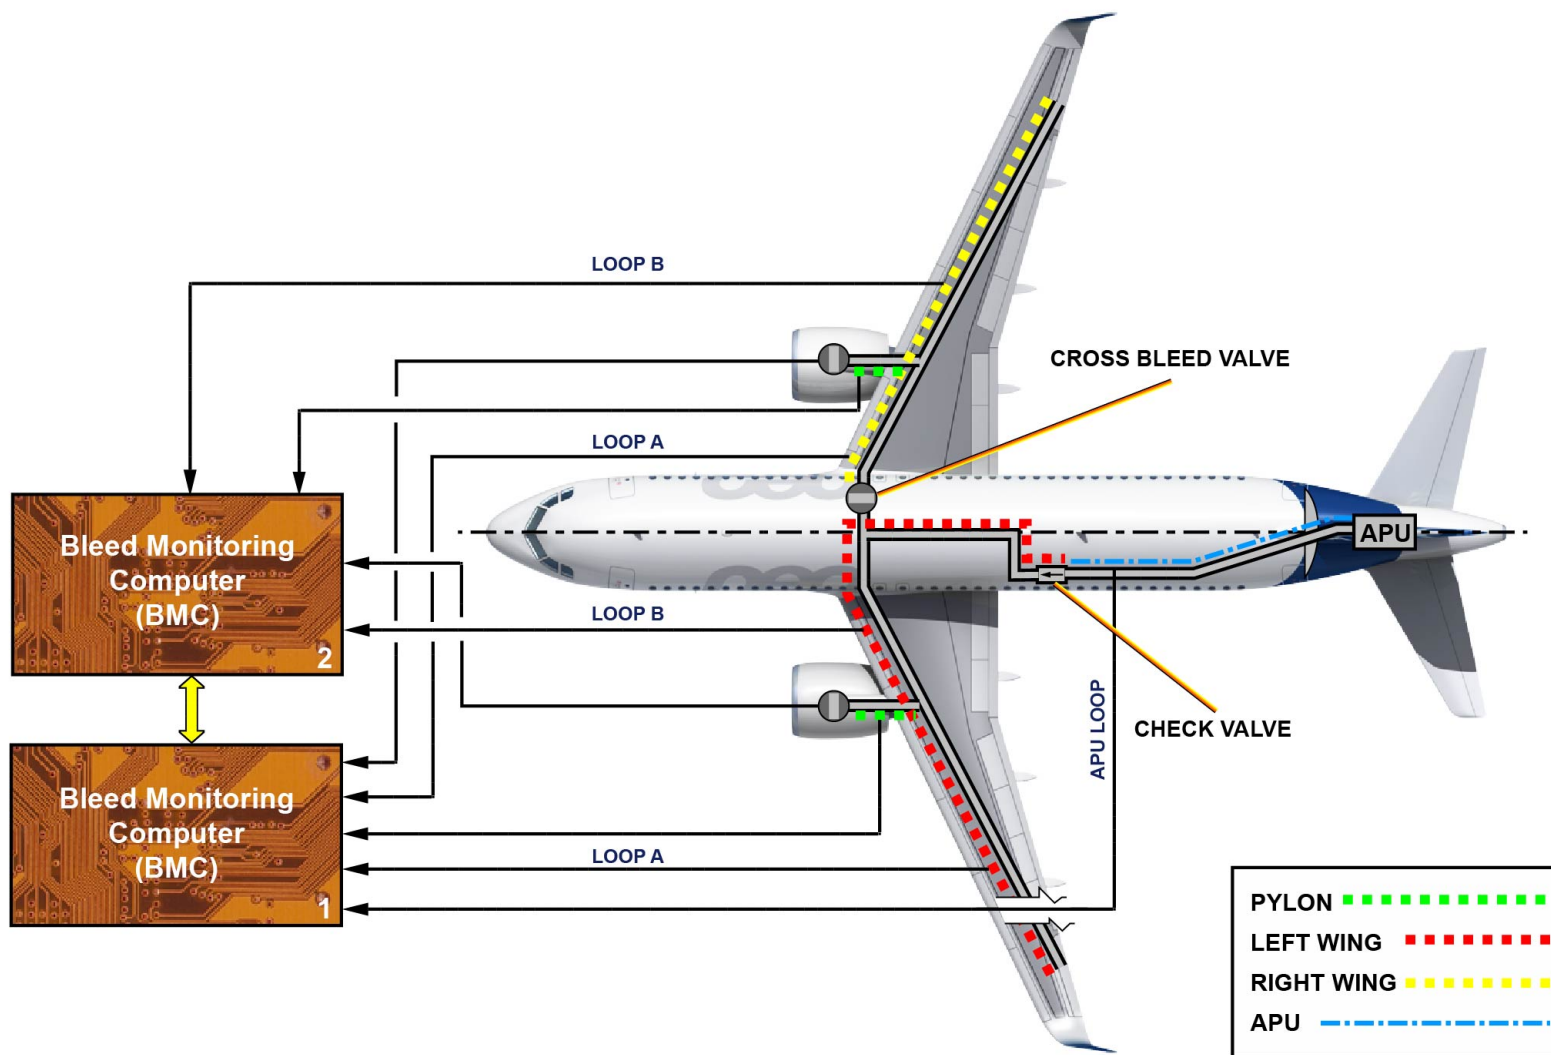 LOOP B
CROSS BLEED VALVE
LOOP A
Bleed Monitoring
Computer
(BMC)
2
APU
LOOP B
CHECK VALVE
APU LOOP
Bleed Monitoring
Computer
(BMC)
1
LOOP A
PYLON
LEFT WING
RIGHT WING
APU